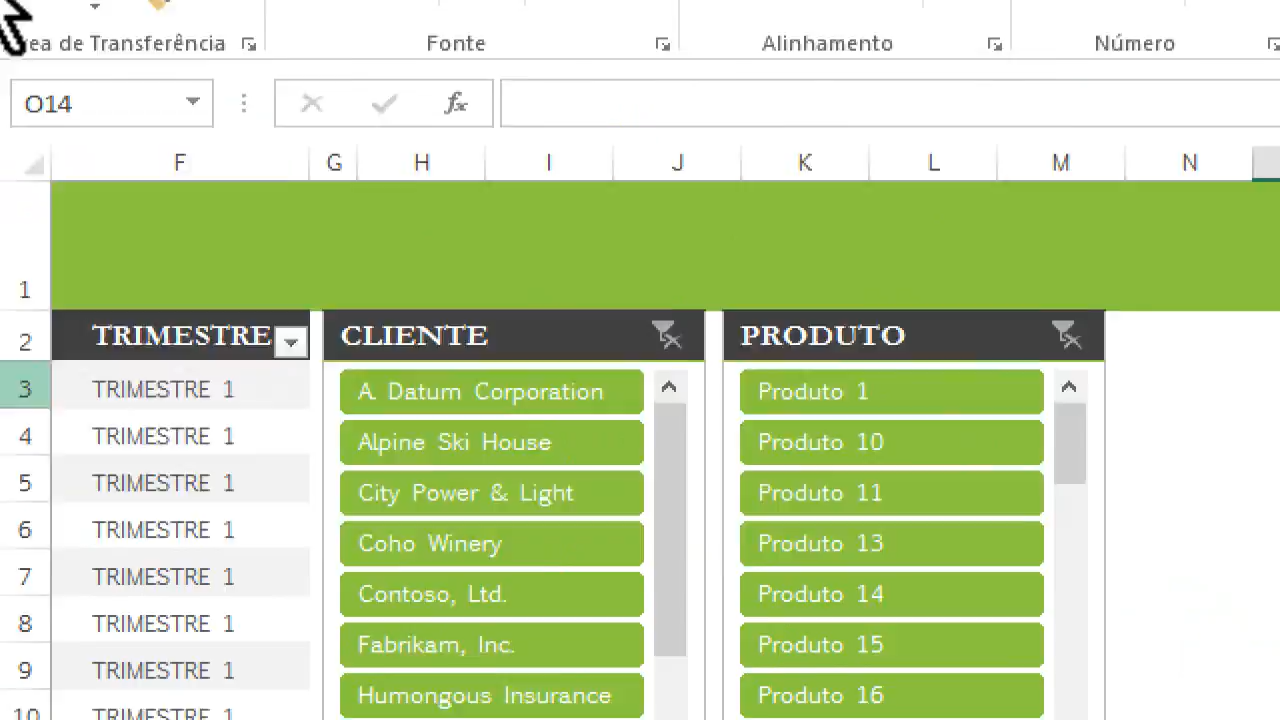 ea de Transferência Fonte Alinhamento Número
O14 fx
F G H I J K L M N
1
2 TRIMESTRE CLIENTE PRODUTO
3 TRIMESTRE 1 A. Datum Corporation Produto 1
4 TRIMESTRE 1 Alpine Ski House Produto 10
5 TRIMESTRE 1 City Power & Light Produto 11
6 TRIMESTRE 1 Coho Winery Produto 13
7 TRIMESTRE 1 Contoso, Ltd. Produto 14
8 TRIMESTRE 1 Fabrikam, Inc. Produto 15
9 TRIMESTRE 1 Humongous Insurance Produto 16
10 TRIMESTRE 1